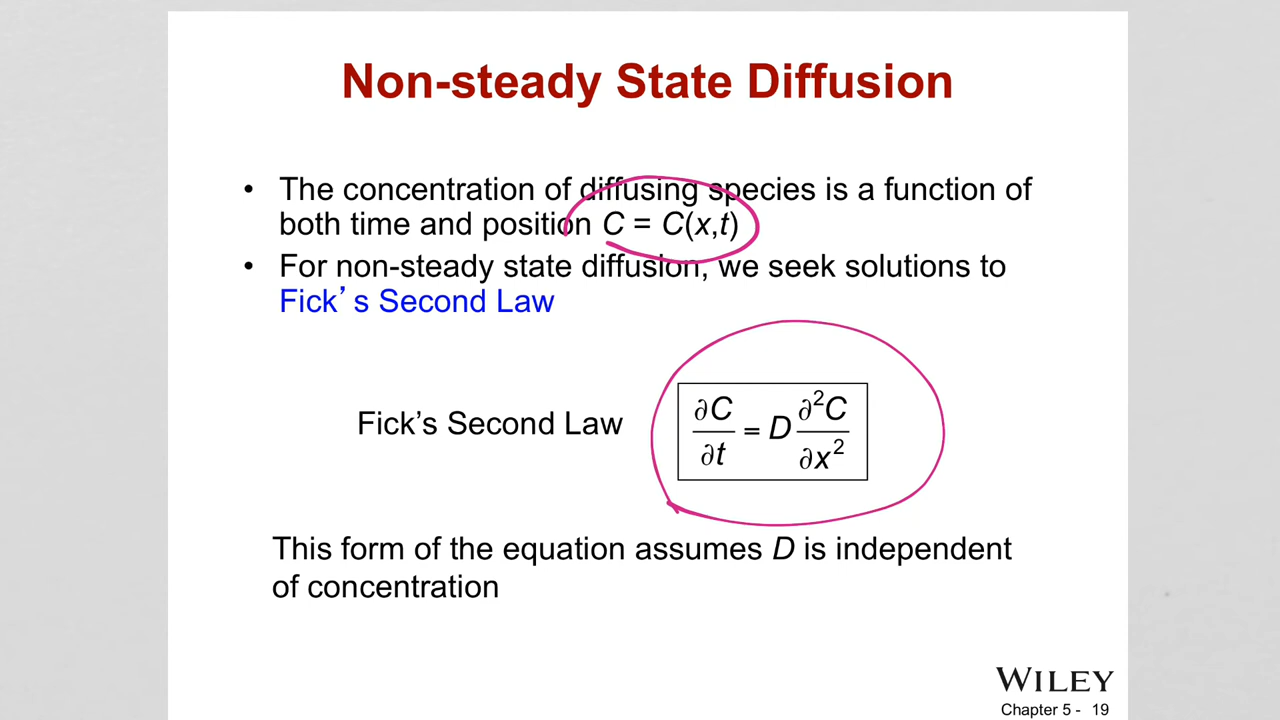 Non-steady State Diffusion
• The concentration of diffusing species is a function of
both time and position C = C(x,t)
• For non-steady state diffusion, we seek solutions to
Fick’s Second Law
Fick’s Second Law
∂C/∂t = D ∂²C/∂x²
This form of the equation assumes D is independent
of concentration
WILEY
Chapter 5 - 19